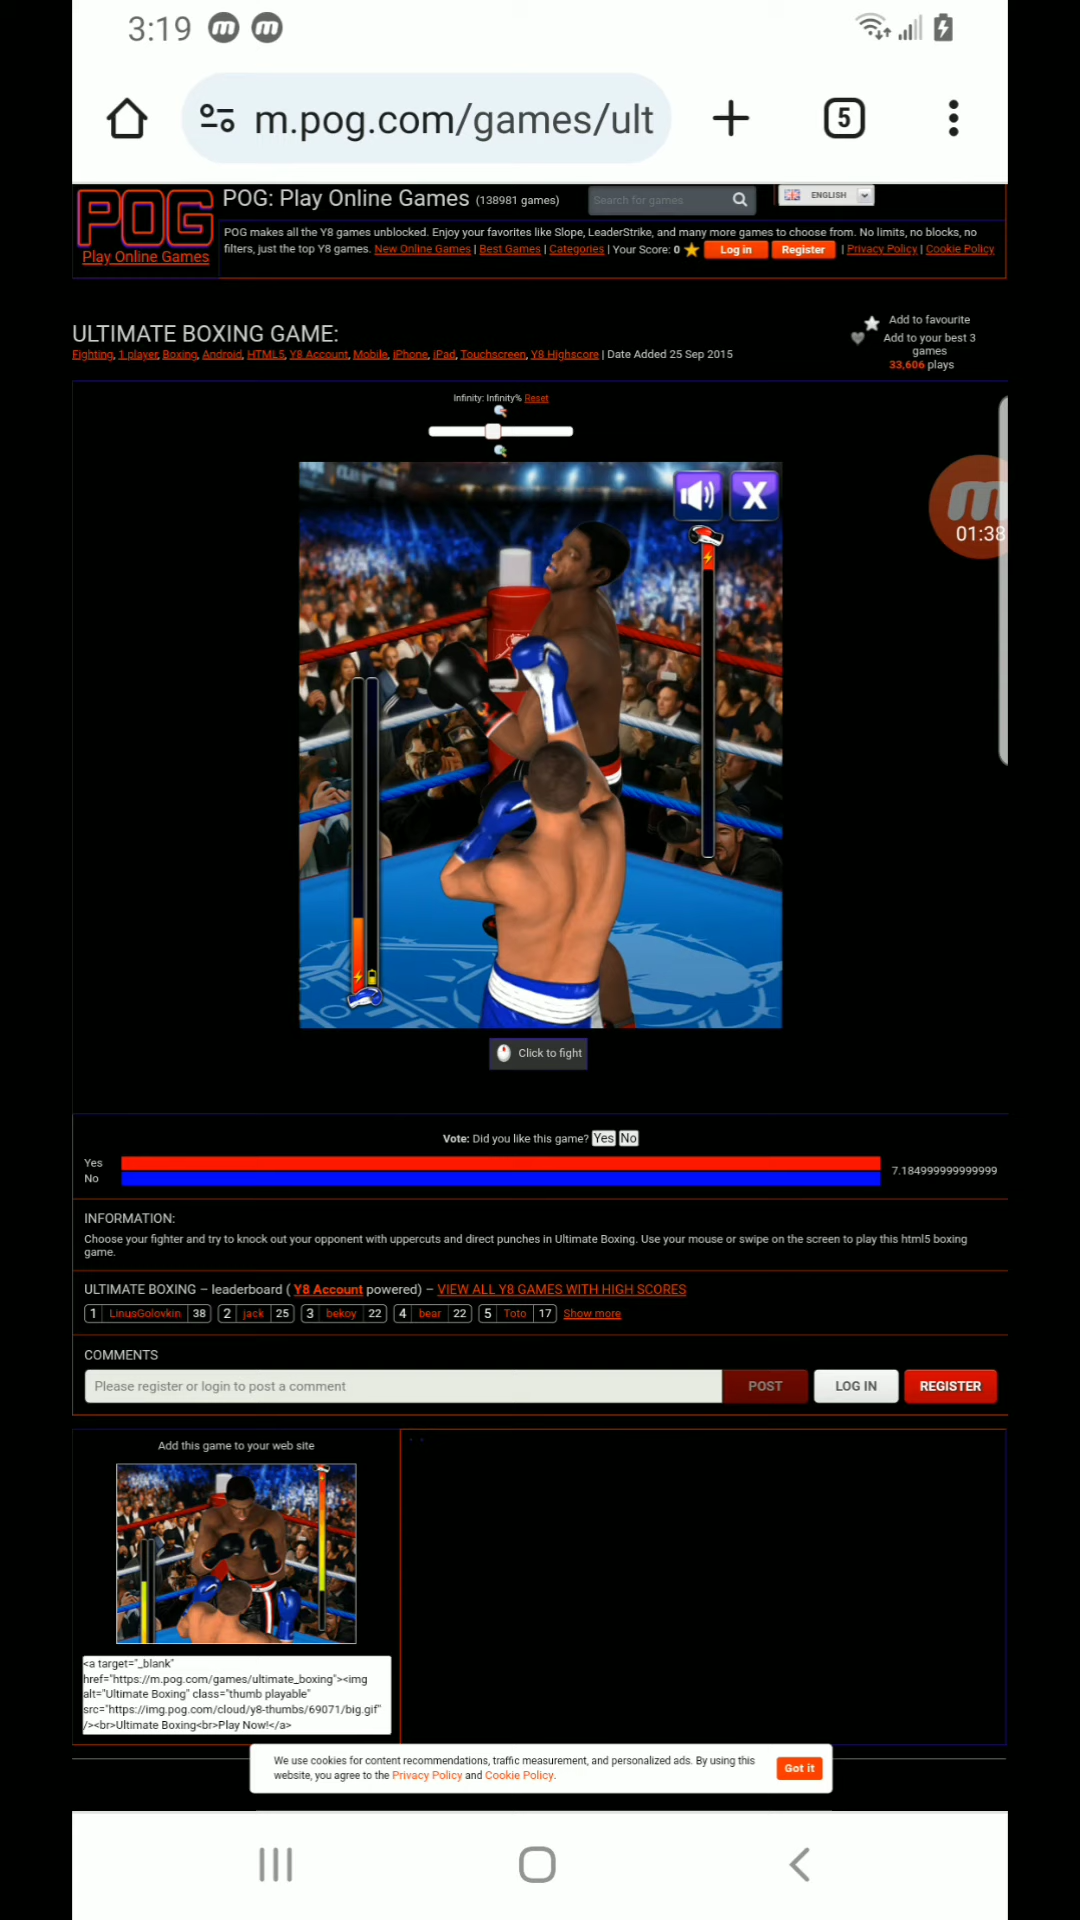 3:19
m.pog.com/games/ult
5
POG
Play Online Games
POG: Play Online Games (138981 games)
Search for games
ENGLISH
POG makes all the Y8 games unblocked. Enjoy your favorites like Slope, LeaderStrike, and many more games to choose from. No limits, no blocks, no
filters, just the top Y8 games. New Online Games | Best Games | Categories | Your Score: 0 Log in Register | Privacy Policy | Cookie Policy
ULTIMATE BOXING GAME:
Fighting, 1 player, Boxing, Android, HTML5, Y8 Account, Mobile, iPhone, iPad, Touchscreen, Y8 Highscore | Date Added 25 Sep 2015
Add to favourite
Add to your best 3
games
33,606 plays
Infinity: Infinity% Reset
X
01:38
Click to fight
Vote: Did you like this game? Yes No
Yes
No
7.184999999999999
INFORMATION:
Choose your fighter and try to knock out your opponent with uppercuts and direct punches in Ultimate Boxing. Use your mouse or swipe on the screen to play this html5 boxing
game.
ULTIMATE BOXING – leaderboard ( Y8 Account powered) – VIEW ALL Y8 GAMES WITH HIGH SCORES
1 LinusGolovkin 38 2 jack 25 3 bekoy 22 4 bear 22 5 Toto 17 Show more
COMMENTS
Please register or login to post a comment
POST
LOG IN
REGISTER
Add this game to your web site
<a target="_blank"
href="https://m.pog.com/games/ultimate_boxing"><img
alt="Ultimate Boxing" class="thumb playable"
src="https://img.pog.com/cloud/y8-thumbs/69071/big.gif"
/><br>Ultimate Boxing<br>Play Now!</a>
We use cookies for content recommendations, traffic measurement, and personalized ads. By using this
website, you agree to the Privacy Policy and Cookie Policy.
Got it